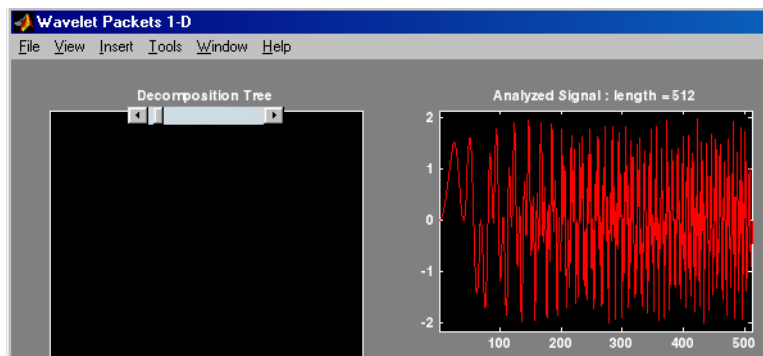 Wavelet Packets 1-D
File View Insert Tools Window Help
Decomposition Tree
Analyzed Signal : length = 512
2
1
0
-1
-2
100 200 300 400 500